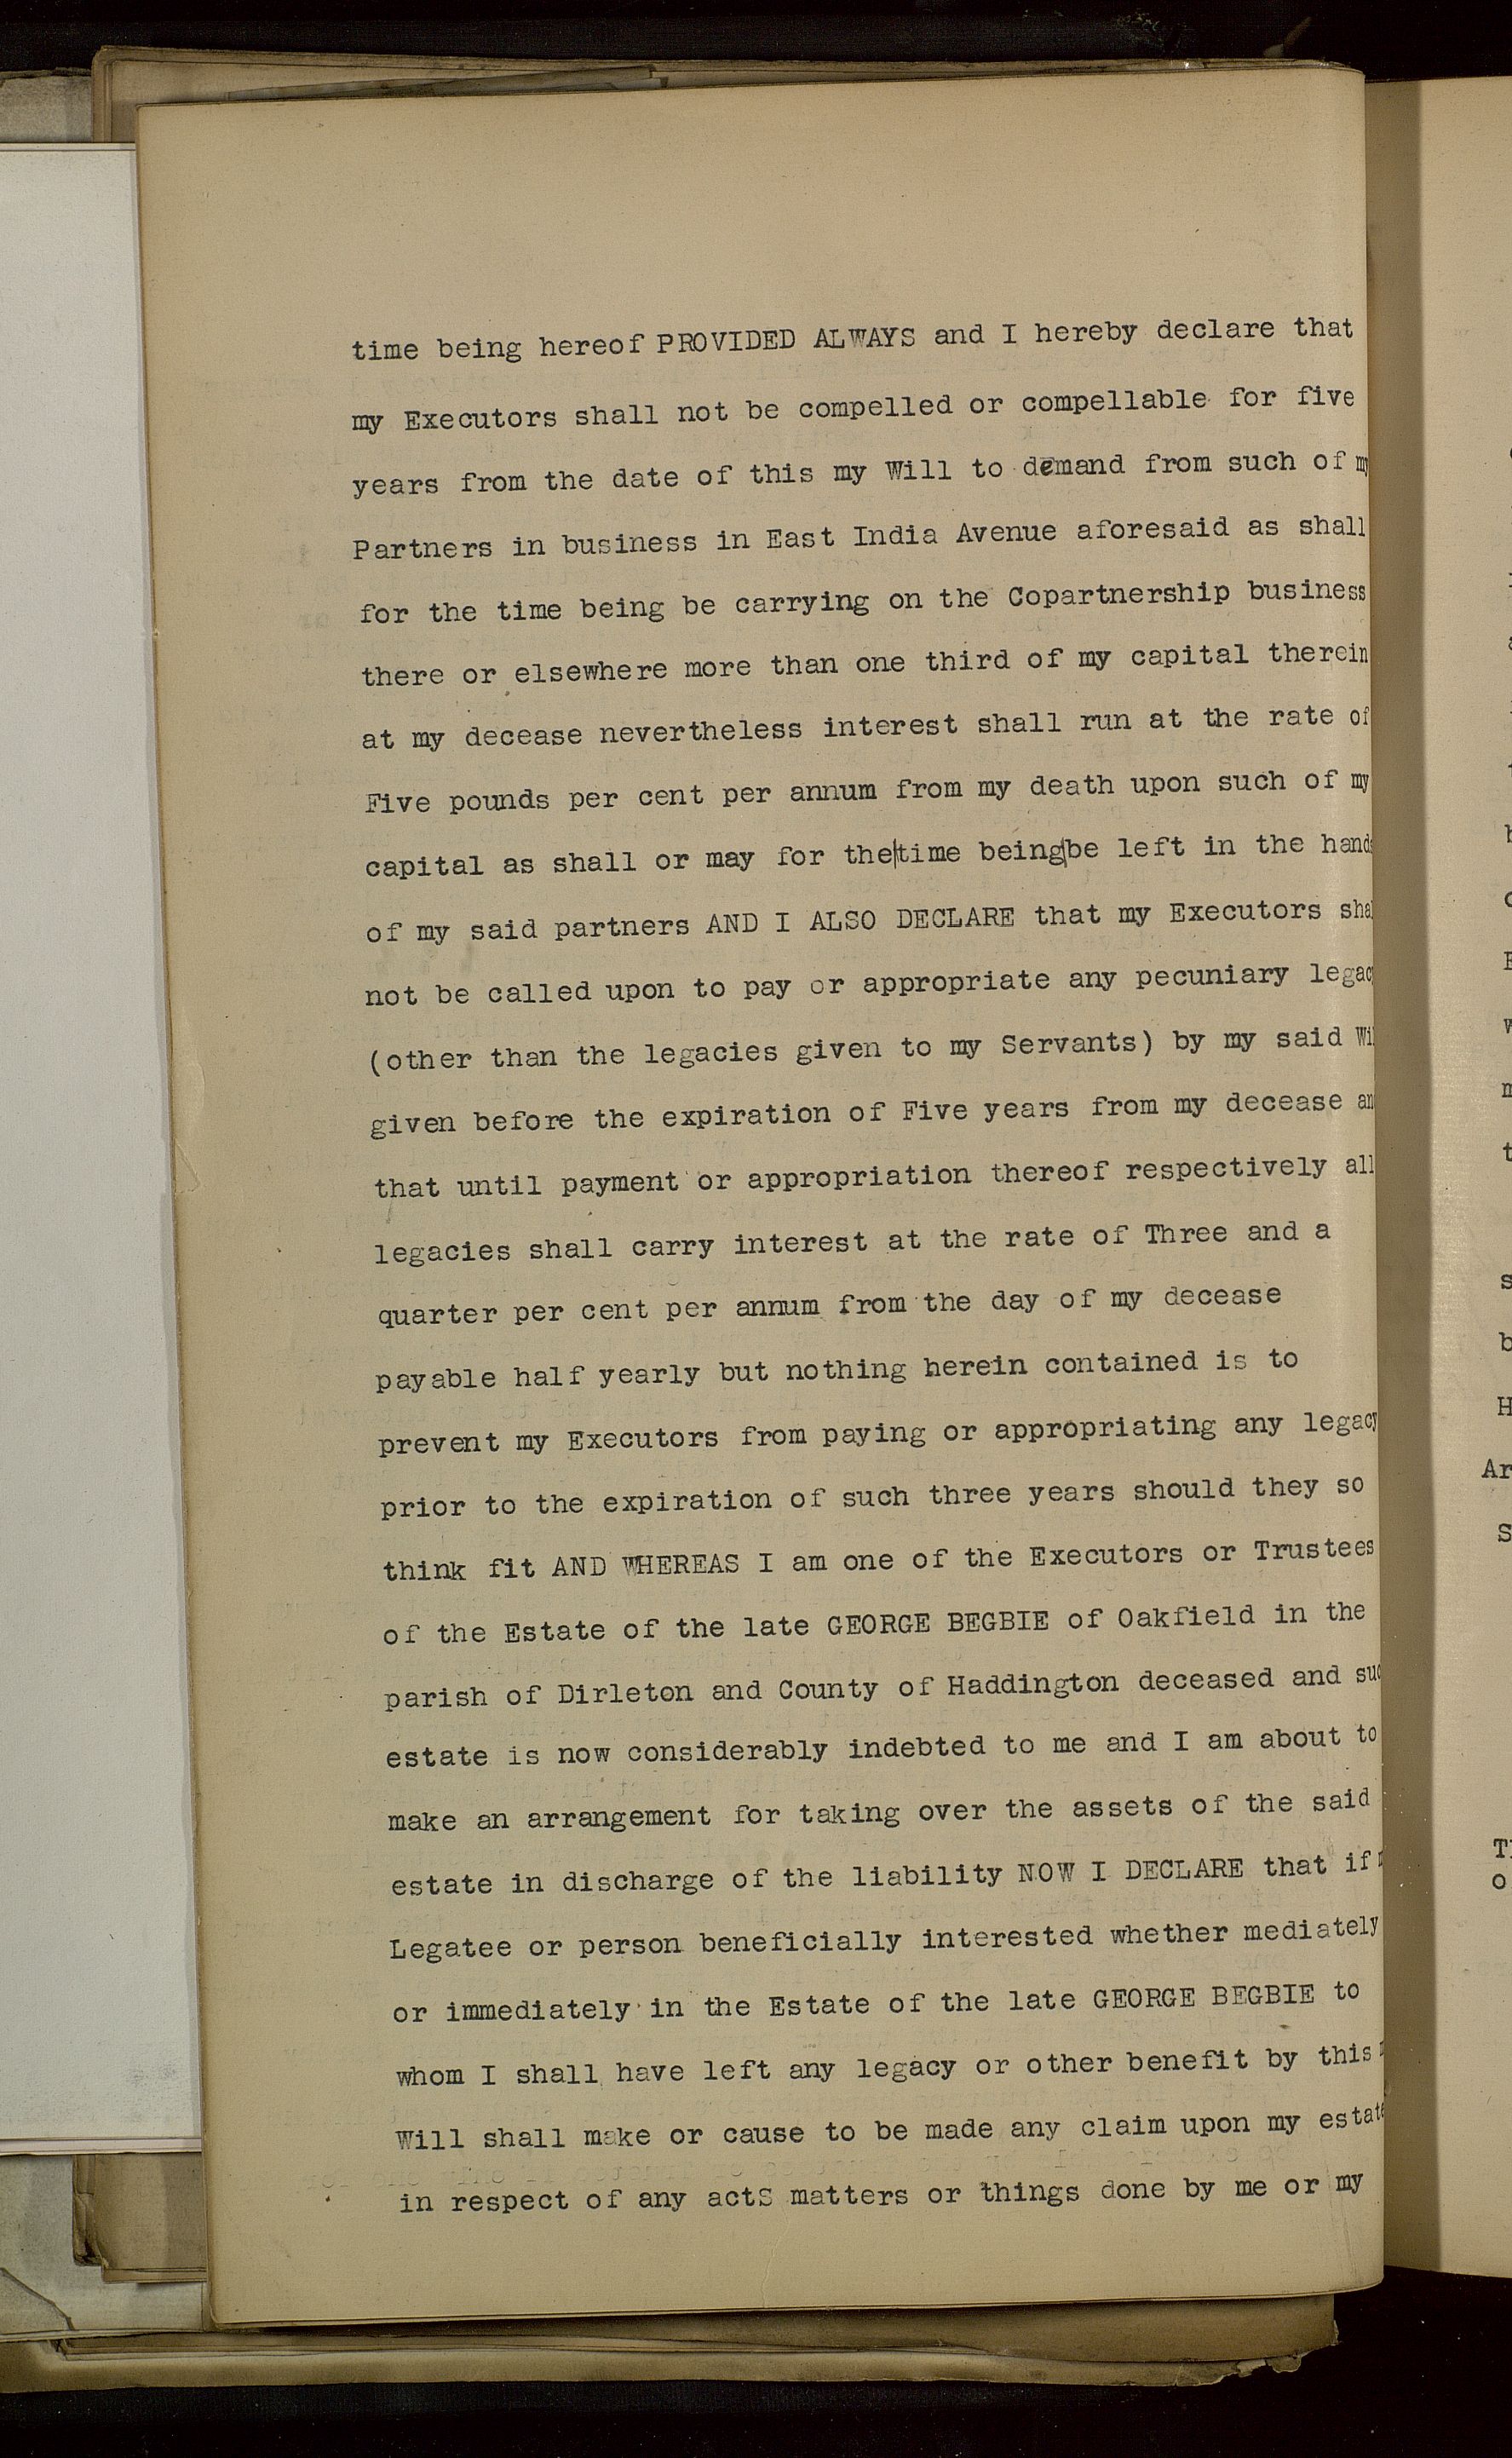 time being hereof PROVIDED ALWAYS and I hereby declare that
my Executors shall not be compelled or compellable for five
years from the date of this my Will to demand from such of my
Partners in business in East India Avenue aforesaid as shall
for the time being be carrying on the Copartnership business
there or elsewhere more than one third of my capital therein
at my decease nevertheless interest shall run at the rate of
Five pounds per cent per annum from my death upon such of my
capital as shall or may for the|time being|be left in the hands
of my said partners AND I ALSO DECLARE that my Executors
not be called upon to pay or appropriate any pecuniary legacy
(other than the legacies given to my Servants) by my said
given before the expiration of Five years from my decease
that until payment or appropriation thereof respectively all
legacies shall carry interest at the rate of Three and a
quarter per cent per annum from the day of my decease
payable half yearly but nothing herein contained is to
prevent my Executors from paying or appropriating any legacy
prior to the expiration of such three years should they so
think fit AND WHEREAS I am one of the Executors or Trustees
of the Estate of the late GEORGE BEGBIE of Oakfield in the
parish of Dirleton and County of Haddington deceased and
estate is now considerably indebted to me and I am about to
make an arrangement for taking over the assets of the said
estate in discharge of the liability NOW I DECLARE that if
Legatee or person beneficially interested whether mediately
or immediately in the Estate of the late GEORGE BEGBIE to
whom I shall have left any legacy or other benefit by this
Will shall make or cause to be made any claim upon my estate
in respect of any actS matters or things done by me or my